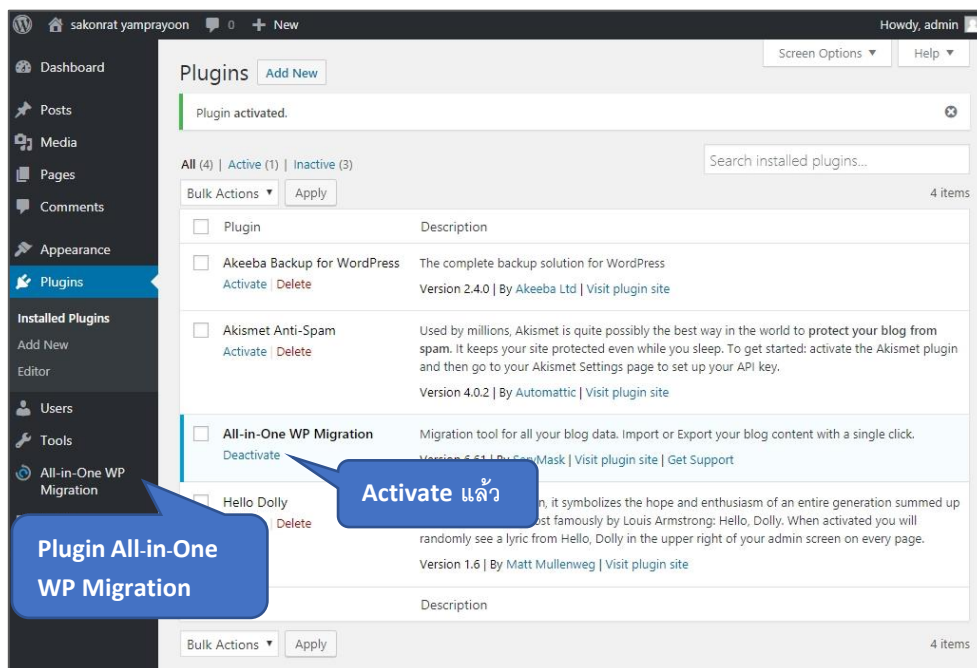 sakonrat yamprayoon 0 + New Howdy, admin
Screen Options ▼ Help ▼
Dashboard
Posts
Media
Pages
Comments
Appearance
Plugins
Installed Plugins
Add New
Editor
Users
Tools
All-in-One WP
Migration
Plugin All-in-One
WP Migration
Plugins Add New
Plugin activated.
All (4) | Active (1) | Inactive (3)
Search installed plugins...
Bulk Actions ▼ Apply 4 items
Plugin Description
Akeeba Backup for WordPress The complete backup solution for WordPress
Activate | Delete Version 2.4.0 | By Akeeba Ltd | Visit plugin site
Akismet Anti-Spam Used by millions, Akismet is quite possibly the best way in the world to protect your blog from
Activate | Delete spam. It keeps your site protected even while you sleep. To get started: activate the Akismet plugin
and then go to your Akismet Settings page to set up your API key.
Version 4.0.2 | By Automattic | Visit plugin site
All-in-One WP Migration Migration tool for all your blog data. Import or Export your blog content with a single click.
Deactivate | Visit plugin site | Get Support
Activate แล้ว
Hello Dolly it symbolizes the hope and enthusiasm of an entire generation summed up
Delete famously by Louis Armstrong: Hello, Dolly. When activated you will
randomly see a lyric from Hello, Dolly in the upper right of your admin screen on every page.
Version 1.6 | By Matt Mullenweg | Visit plugin site
Description
Bulk Actions ▼ Apply 4 items